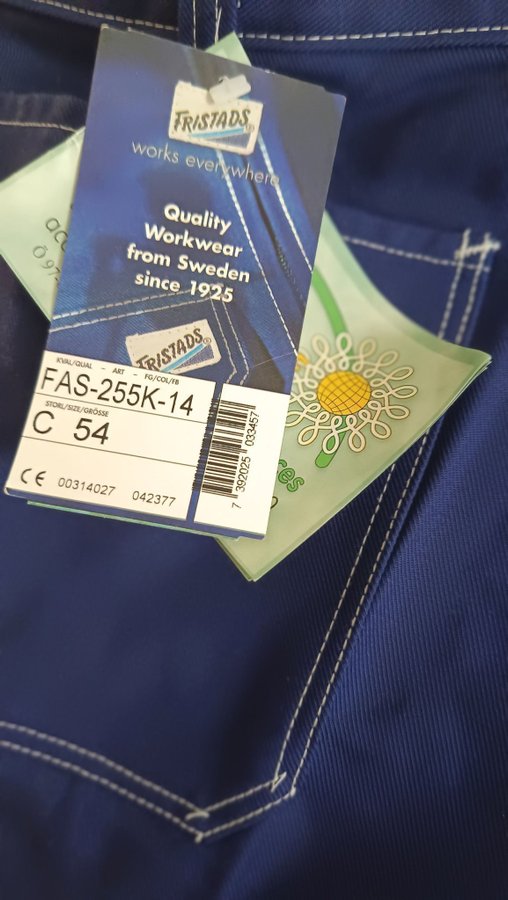 FRISTADS®
works everywhere
Quality
Workwear
from Sweden
since 1925
FRISTADS
KVAL/QUAL - ART - FG/COL/FB
FAS-255K-14
STORL/SIZE/GRÖSSE
C 54
CE 00314027 042377
7 392025 033457